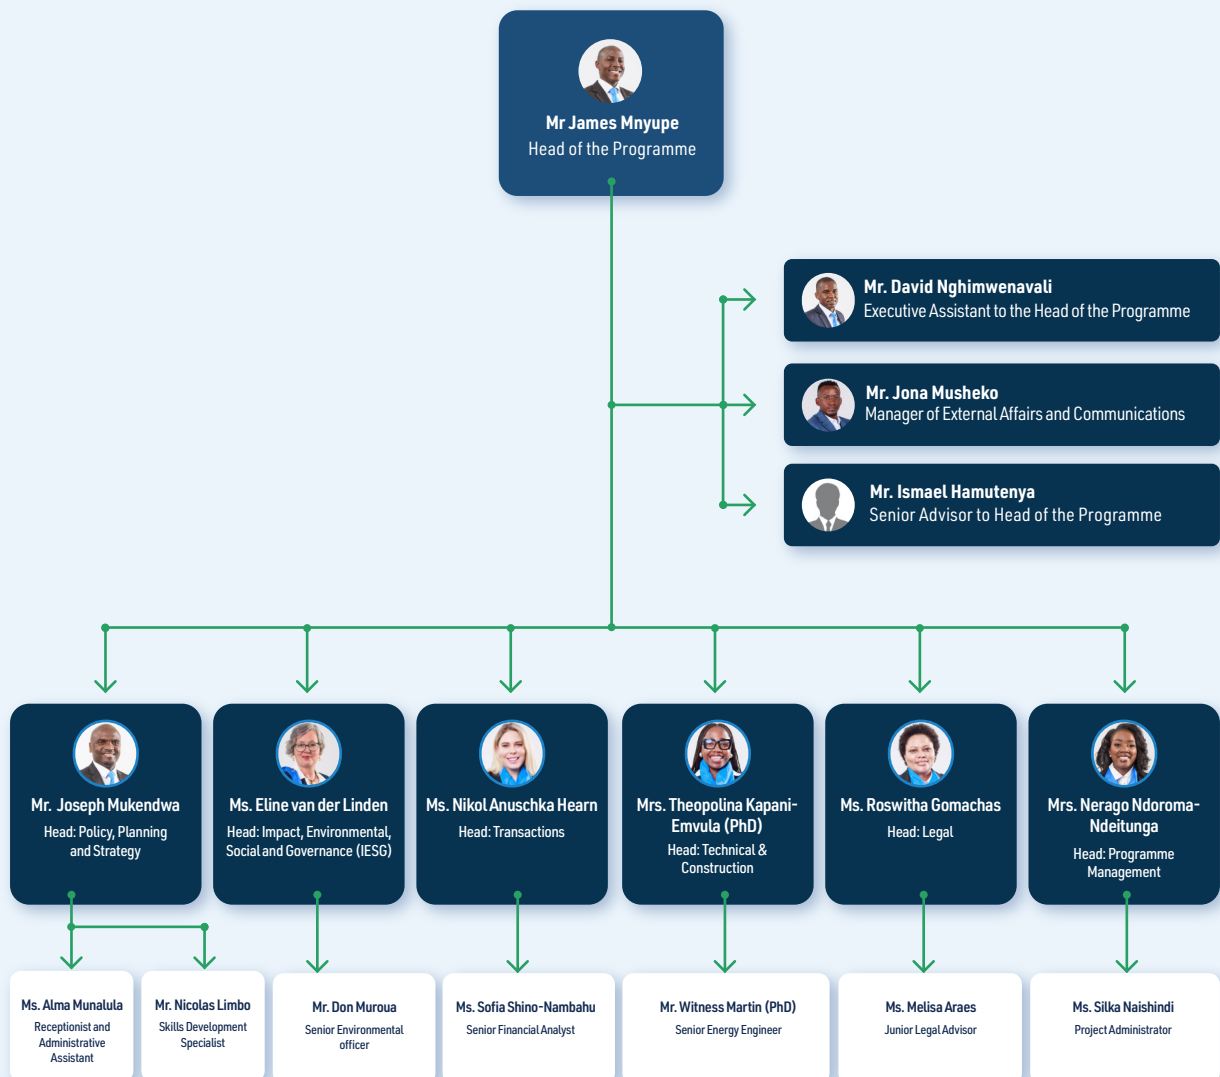 Mr James Mnyupe
Head of the Programme
Mr. David Nghimwenavali
Executive Assistant to the Head of the Programme
Mr. Jona Musheko
Manager of External Affairs and Communications
Mr. Ismael Hamutenya
Senior Advisor to Head of the Programme
Mr. Joseph Mukendwa
Head: Policy, Planning
and Strategy
Ms. Eline van der Linden
Head: Impact, Environmental,
Social and Governance (IESG)
Ms. Nikol Anuschka Hearn
Head: Transactions
Mrs. Theopolina Kapani-
Emvula (PhD)
Head: Technical &
Construction
Ms. Roswitha Gomachas
Head: Legal
Mrs. Nerago Ndoroma-
Ndeitunga
Head: Programme
Management
Ms. Alma Munalula
Receptionist and
Administrative
Assistant
Mr. Nicolas Limbo
Skills Development
Specialist
Mr. Don Muroua
Senior Environmental
officer
Ms. Sofia Shino-Nambahu
Senior Financial Analyst
Mr. Witness Martin (PhD)
Senior Energy Engineer
Ms. Melisa Araes
Junior Legal Advisor
Ms. Silka Naishindi
Project Administrator